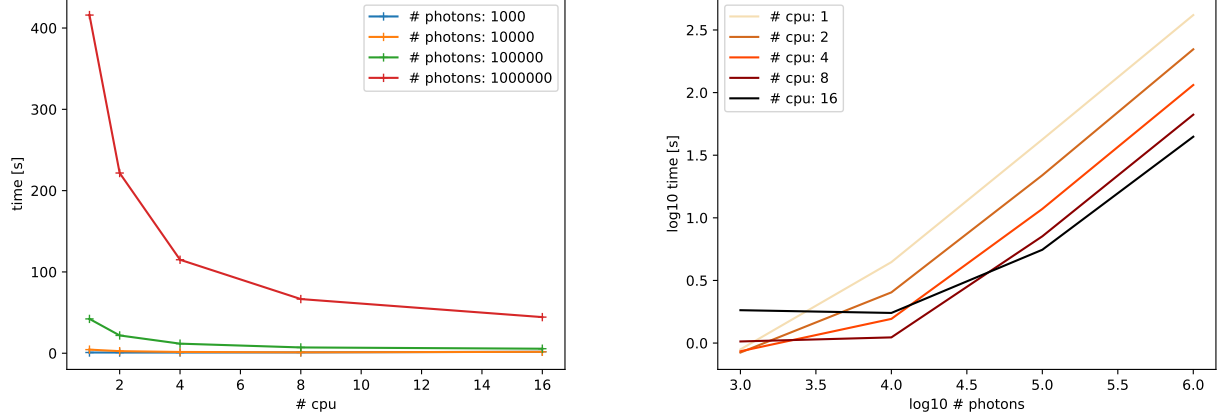 # photons: 1000
# photons: 10000
# photons: 100000
# photons: 1000000
400
300
200
100
0
time [s]
2 4 6 8 10 12 14 16
# cpu
# cpu: 1
# cpu: 2
# cpu: 4
# cpu: 8
# cpu: 16
2.5
2.0
1.5
1.0
0.5
0.0
log10 time [s]
3.0 3.5 4.0 4.5 5.0 5.5 6.0
log10 # photons